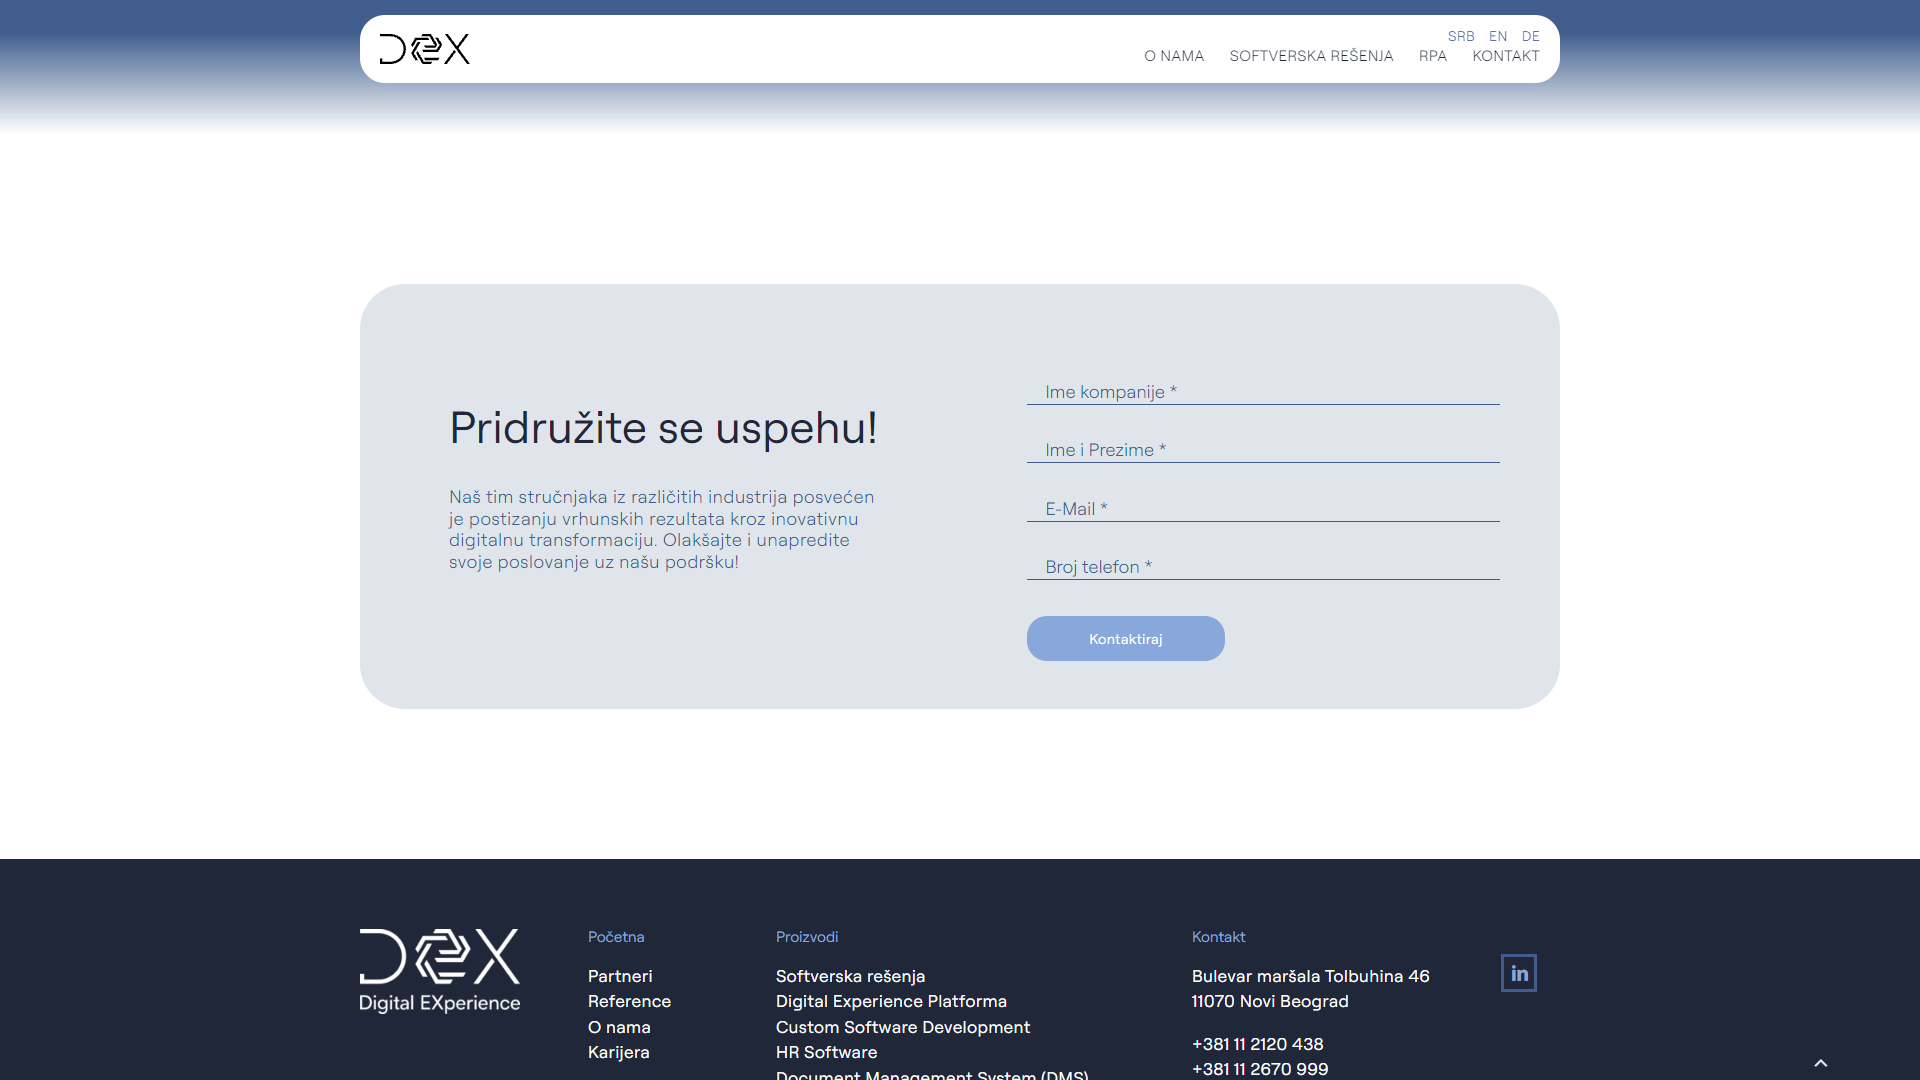 DeX
SRB EN DE
O NAMA SOFTVERSKA REŠENJA RPA KONTAKT
Pridružite se uspehu!
Naš tim stručnjaka iz različitih industrija posvećen
je postizanju vrhunskih rezultata kroz inovativnu
digitalnu transformaciju. Olakšajte i unapredite
svoje poslovanje uz našu podršku!
Ime kompanije *
Ime i Prezime *
E-Mail *
Broj telefon *
Kontaktiraj
DeX
Digital EXperience
Početna
Partneri
Reference
O nama
Karijera
Proizvodi
Softverska rešenja
Digital Experience Platforma
Custom Software Development
HR Software
Document Management System (DMS)
Kontakt
Bulevar maršala Tolbuhina 46
11070 Novi Beograd
+381 11 2120 438
+381 11 2670 999
in